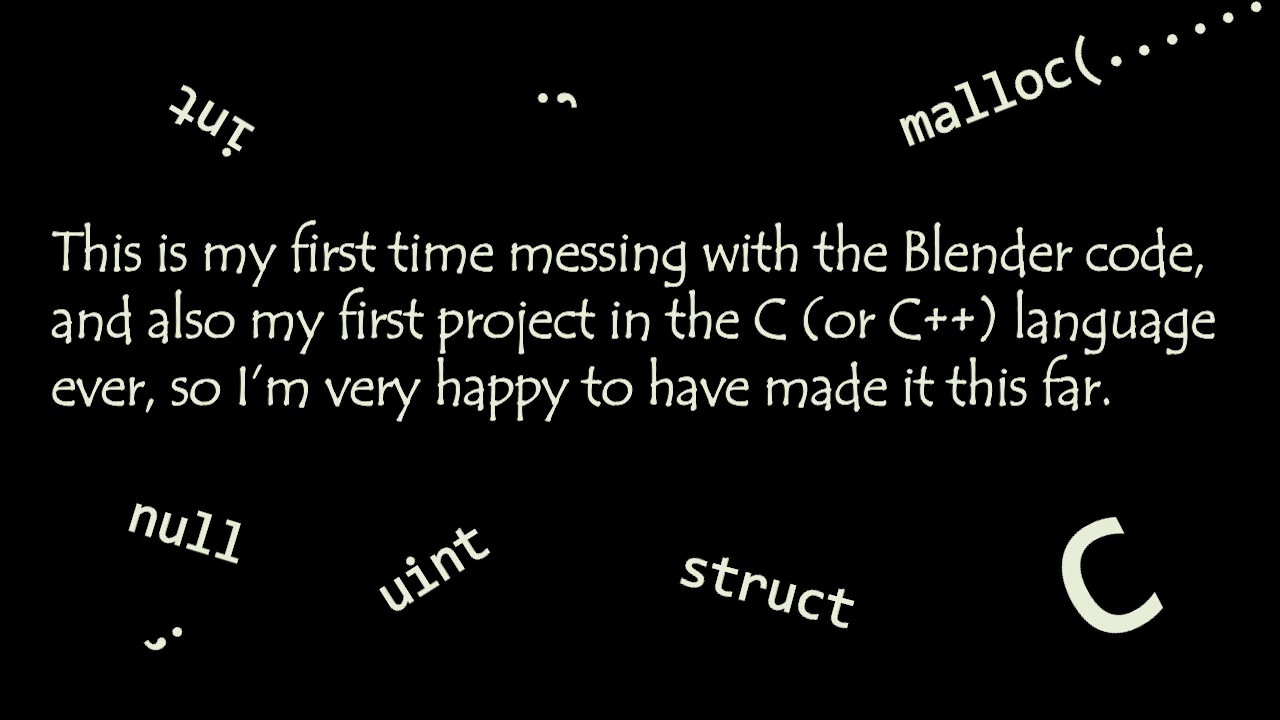 int
;
malloc(......
This is my first time messing with the Blender code,
and also my first project in the C (or C++) language
ever, so I'm very happy to have made it this far.
null
uint
struct
C
;